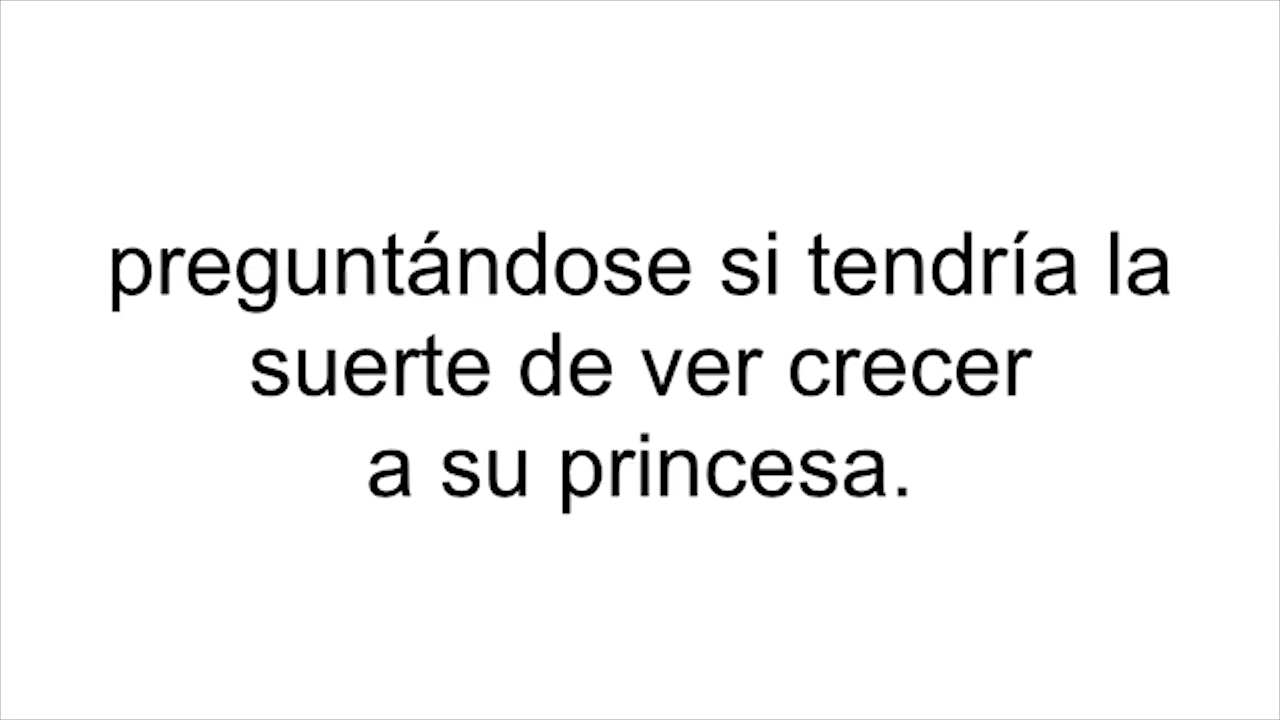 preguntándose si tendría la
suerte de ver crecer
a su princesa.